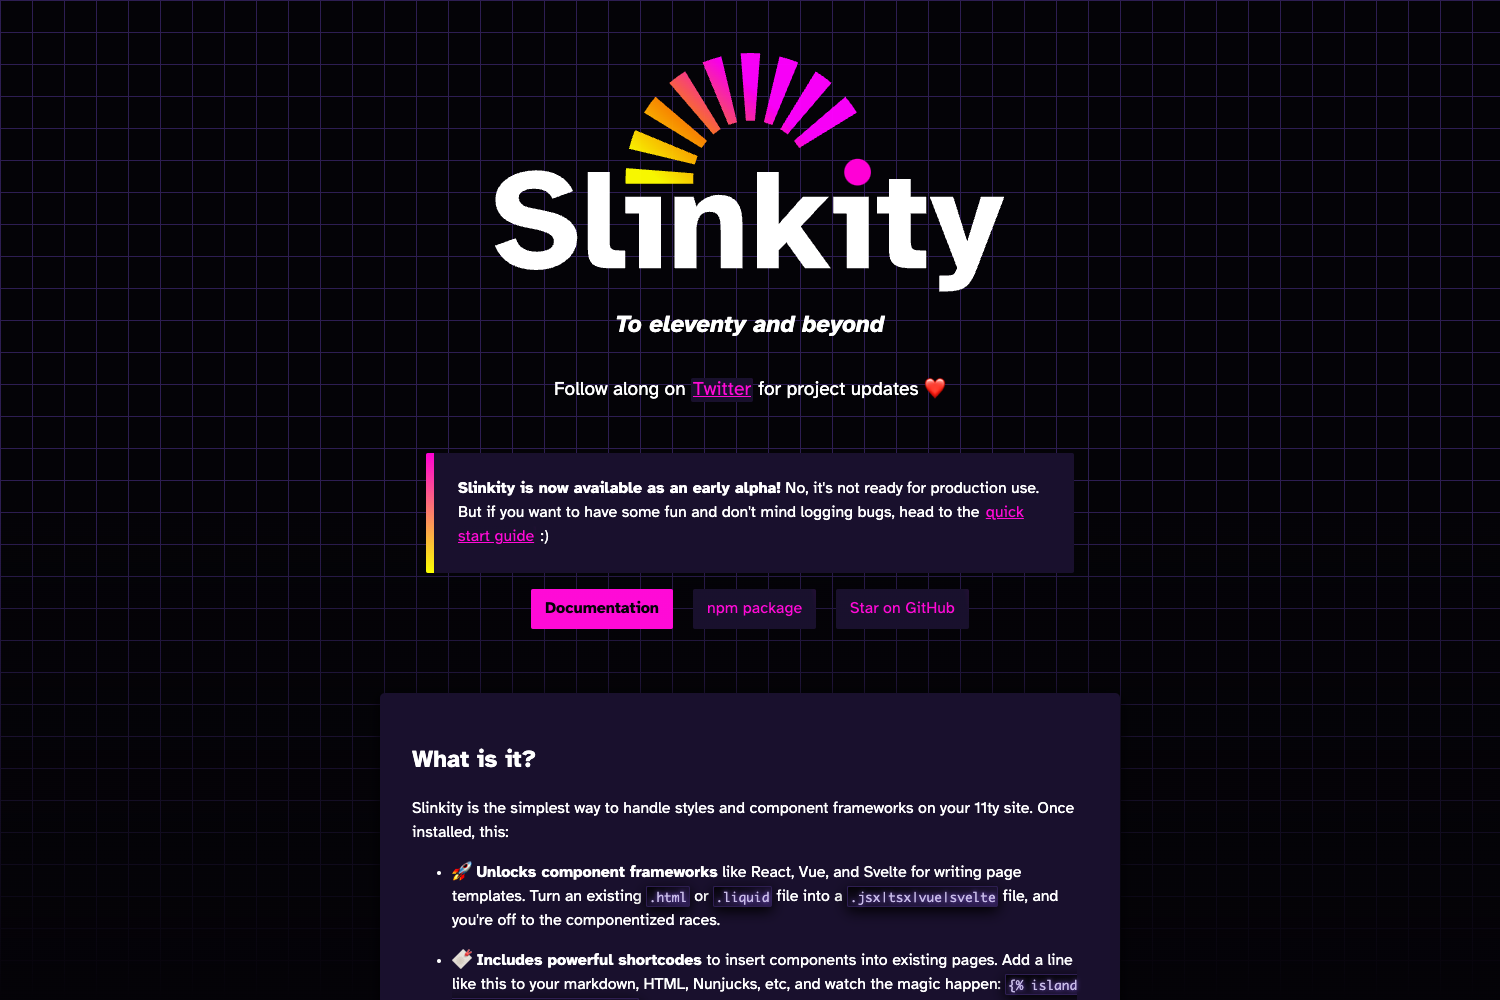 Slinkity
To eleventy and beyond
Follow along on Twitter for project updates ❤️
Slinkity is now available as an early alpha! No, it's not ready for production use.
But if you want to have some fun and don't mind logging bugs, head to the quick
start guide :)
Documentation
npm package
Star on GitHub
What is it?
Slinkity is the simplest way to handle styles and component frameworks on your 11ty site. Once
installed, this:
• 🚀 Unlocks component frameworks like React, Vue, and Svelte for writing page
templates. Turn an existing .html or .liquid file into a .jsx|tsx|vue|svelte file, and
you're off to the componentized races.
• 🔖 Includes powerful shortcodes to insert components into existing pages. Add a line
like this to your markdown, HTML, Nunjucks, etc, and watch the magic happen: {% island